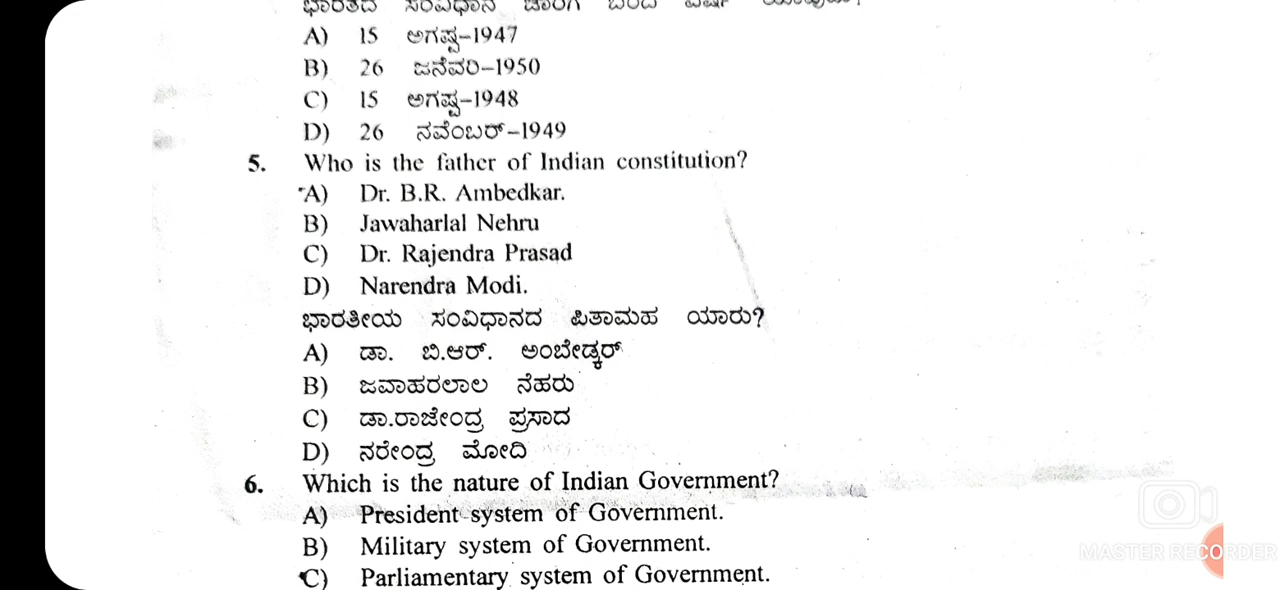 A) 15 ಅಗಷ್ಟ-1947
B) 26 ಜನೆವರಿ-1950
C) 15 ಅಗಷ್ಟ-1948
D) 26 ನವೆಂಬರ್-1949
5. Who is the father of Indian constitution?
A) Dr. B.R. Ambedkar.
B) Jawaharlal Nehru
C) Dr. Rajendra Prasad
D) Narendra Modi.
ಭಾರತೀಯ ಸಂವಿಧಾನದ ಪಿತಾಮಹ ಯಾರು?
A) ಡಾ. ಬಿ.ಆರ್. ಅಂಬೇಡ್ಕರ್
B) ಜವಾಹರಲಾಲ ನೆಹರು
C) ಡಾ.ರಾಜೇಂದ್ರ ಪ್ರಸಾದ
D) ನರೇಂದ್ರ ಮೋದಿ
6. Which is the nature of Indian Government?
A) President system of Government.
B) Military system of Government.
C) Parliamentary system of Government.
MASTER RECORDER